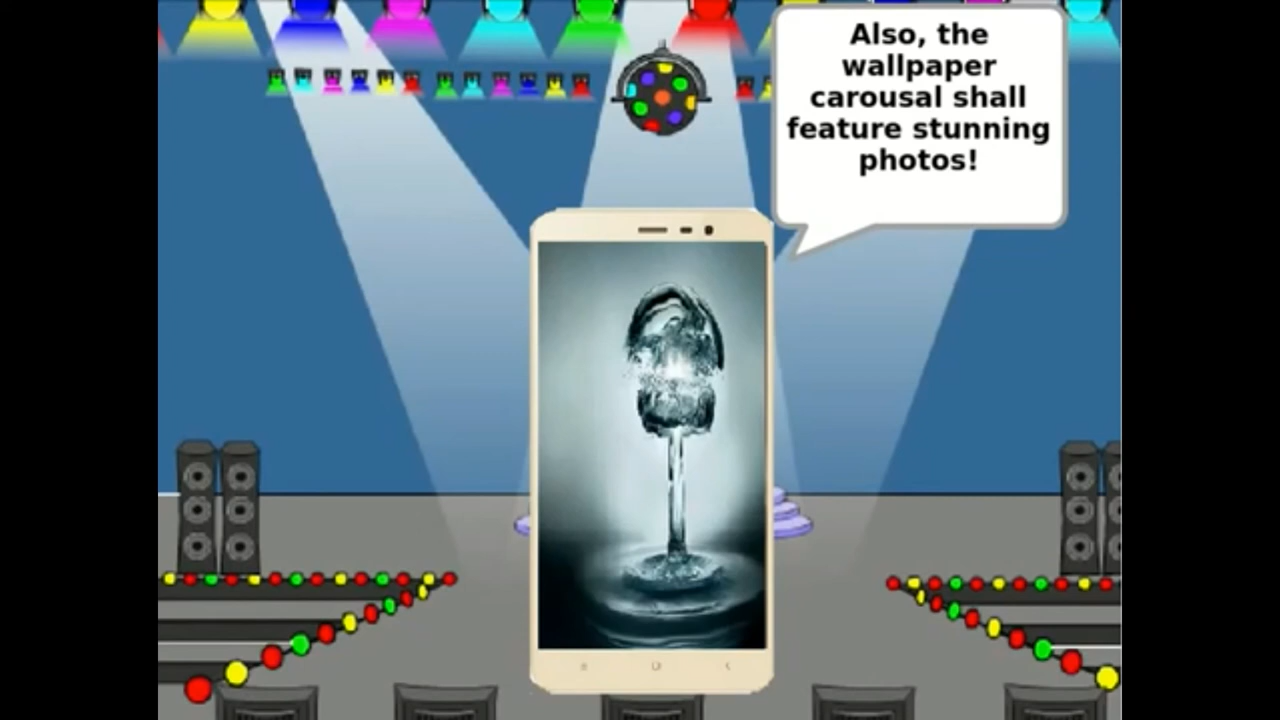 Also, the
wallpaper
carousal shall
feature stunning
photos!